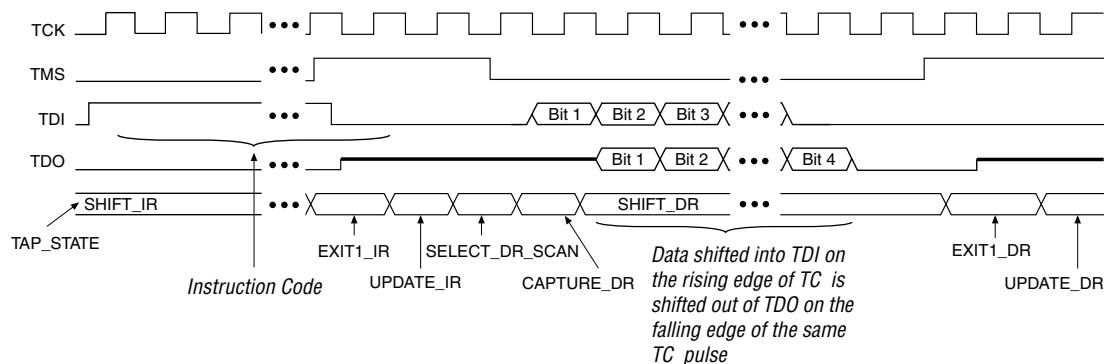 TCK
TMS
TDI Bit 1 Bit 2 Bit 3
TDO Bit 1 Bit 2 Bit 4
SHIFT_IR SHIFT_DR
TAP_STATE
EXIT1_IR SELECT_DR_SCAN EXIT1_DR
UPDATE_IR CAPTURE_DR UPDATE_DR
Instruction Code
Data shifted into TDI on
the rising edge of TC is
shifted out of TDO on the
falling edge of the same
TC pulse